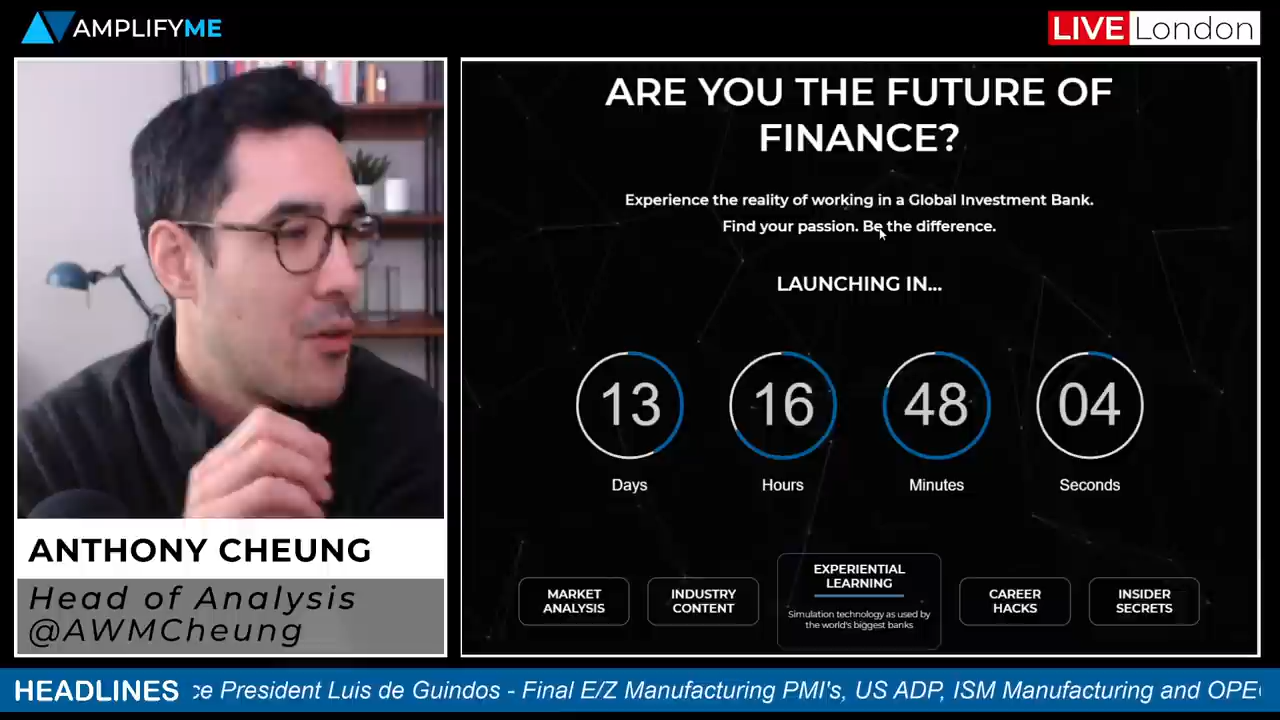 AMPLIFYME
LIVE London
ARE YOU THE FUTURE OF
FINANCE?
Experience the reality of working in a Global Investment Bank.
Find your passion. Be the difference.
LAUNCHING IN...
13 16 48 04
Days Hours Minutes Seconds
MARKET
ANALYSIS
INDUSTRY
CONTENT
EXPERIENTIAL
LEARNING
Simulation technology as used by
the world's biggest banks
CAREER
HACKS
INSIDER
SECRETS
ANTHONY CHEUNG
Head of Analysis
@AWMCheung
HEADLINES President Luis de Guindos - Final E/Z Manufacturing PMI's, US ADP, ISM Manufacturing and